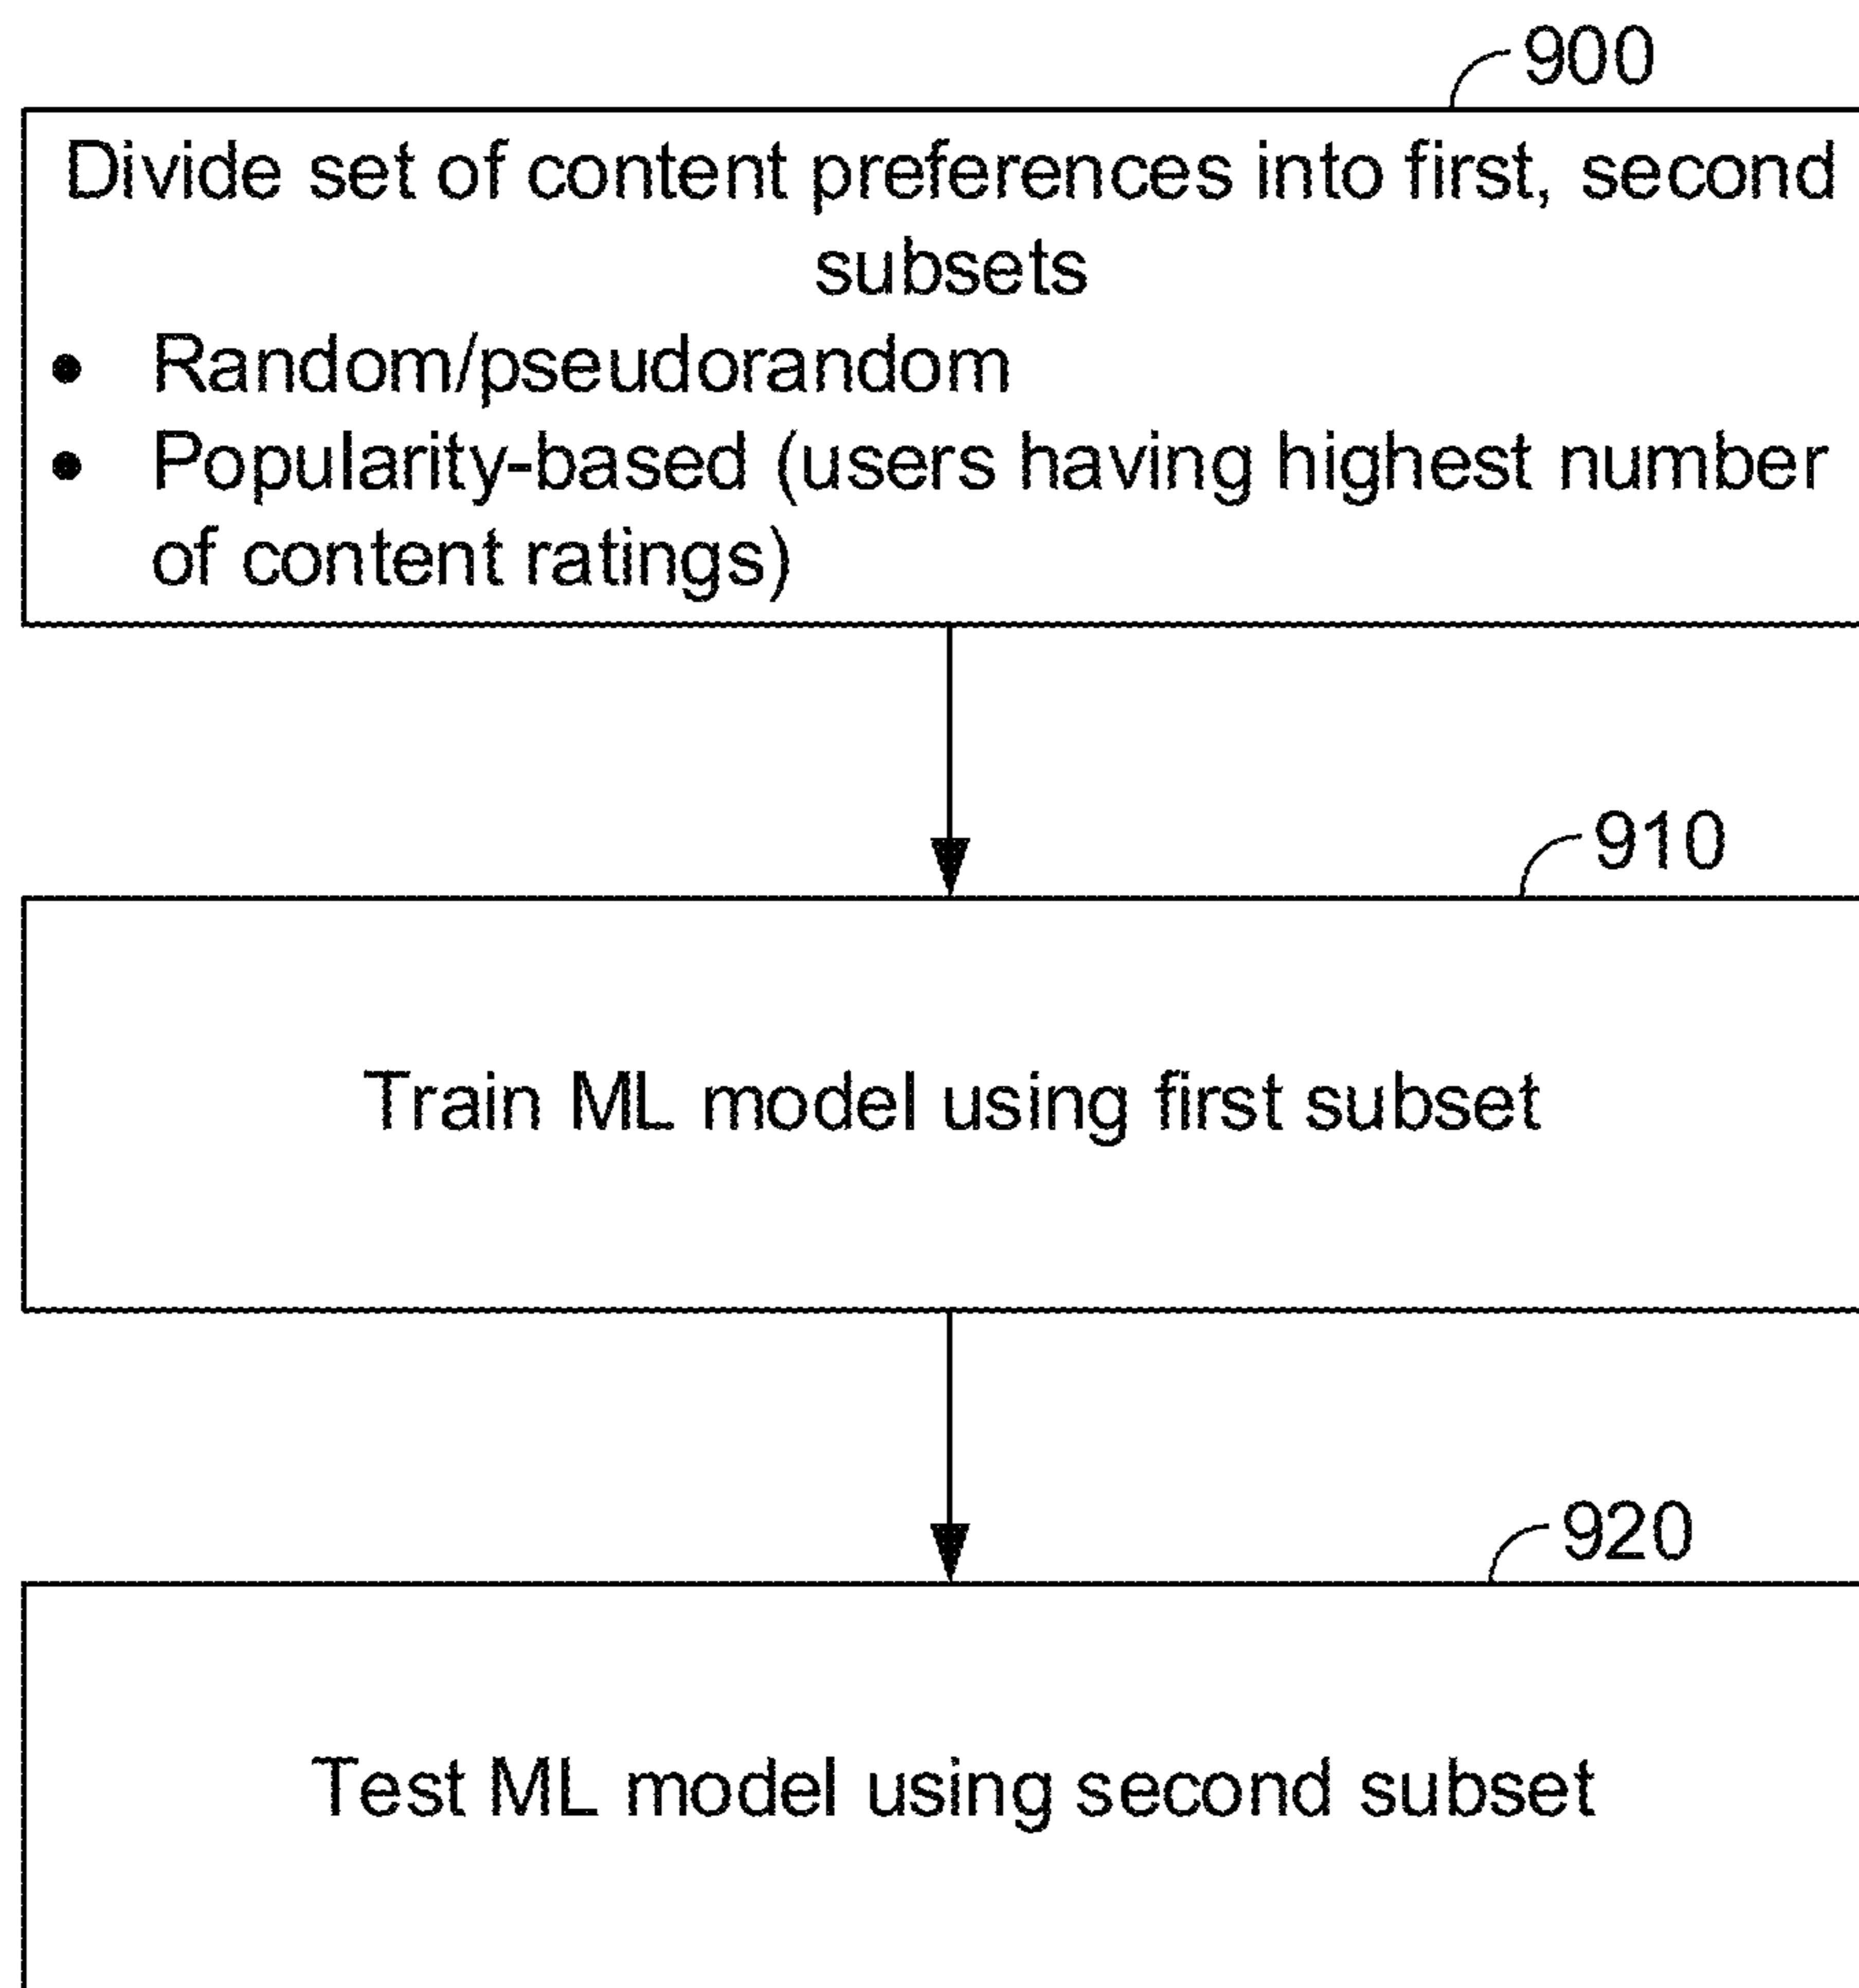 900
Divide set of content preferences into first, second
subsets
• Random/pseudorandom
• Popularity-based (users having highest number
of content ratings)
910
Train ML model using first subset
920
Test ML model using second subset